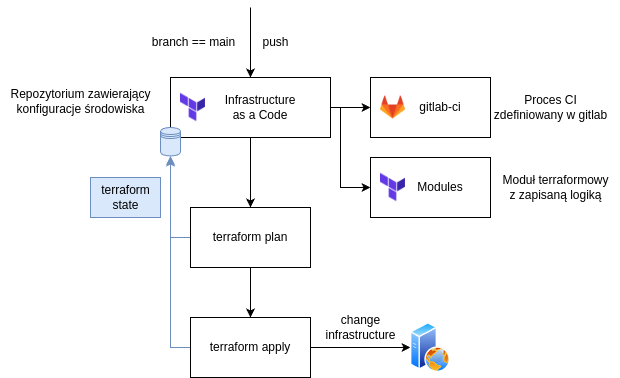 branch == main
push
Repozytorium zawierający
konfiguracje środowiska
Infrastructure
as a Code
gitlab-ci
Proces CI
zdefiniowany w gitlab
terraform
state
Modules
Moduł terraformowy
z zapisaną logiką
terraform plan
terraform apply
change
infrastructure